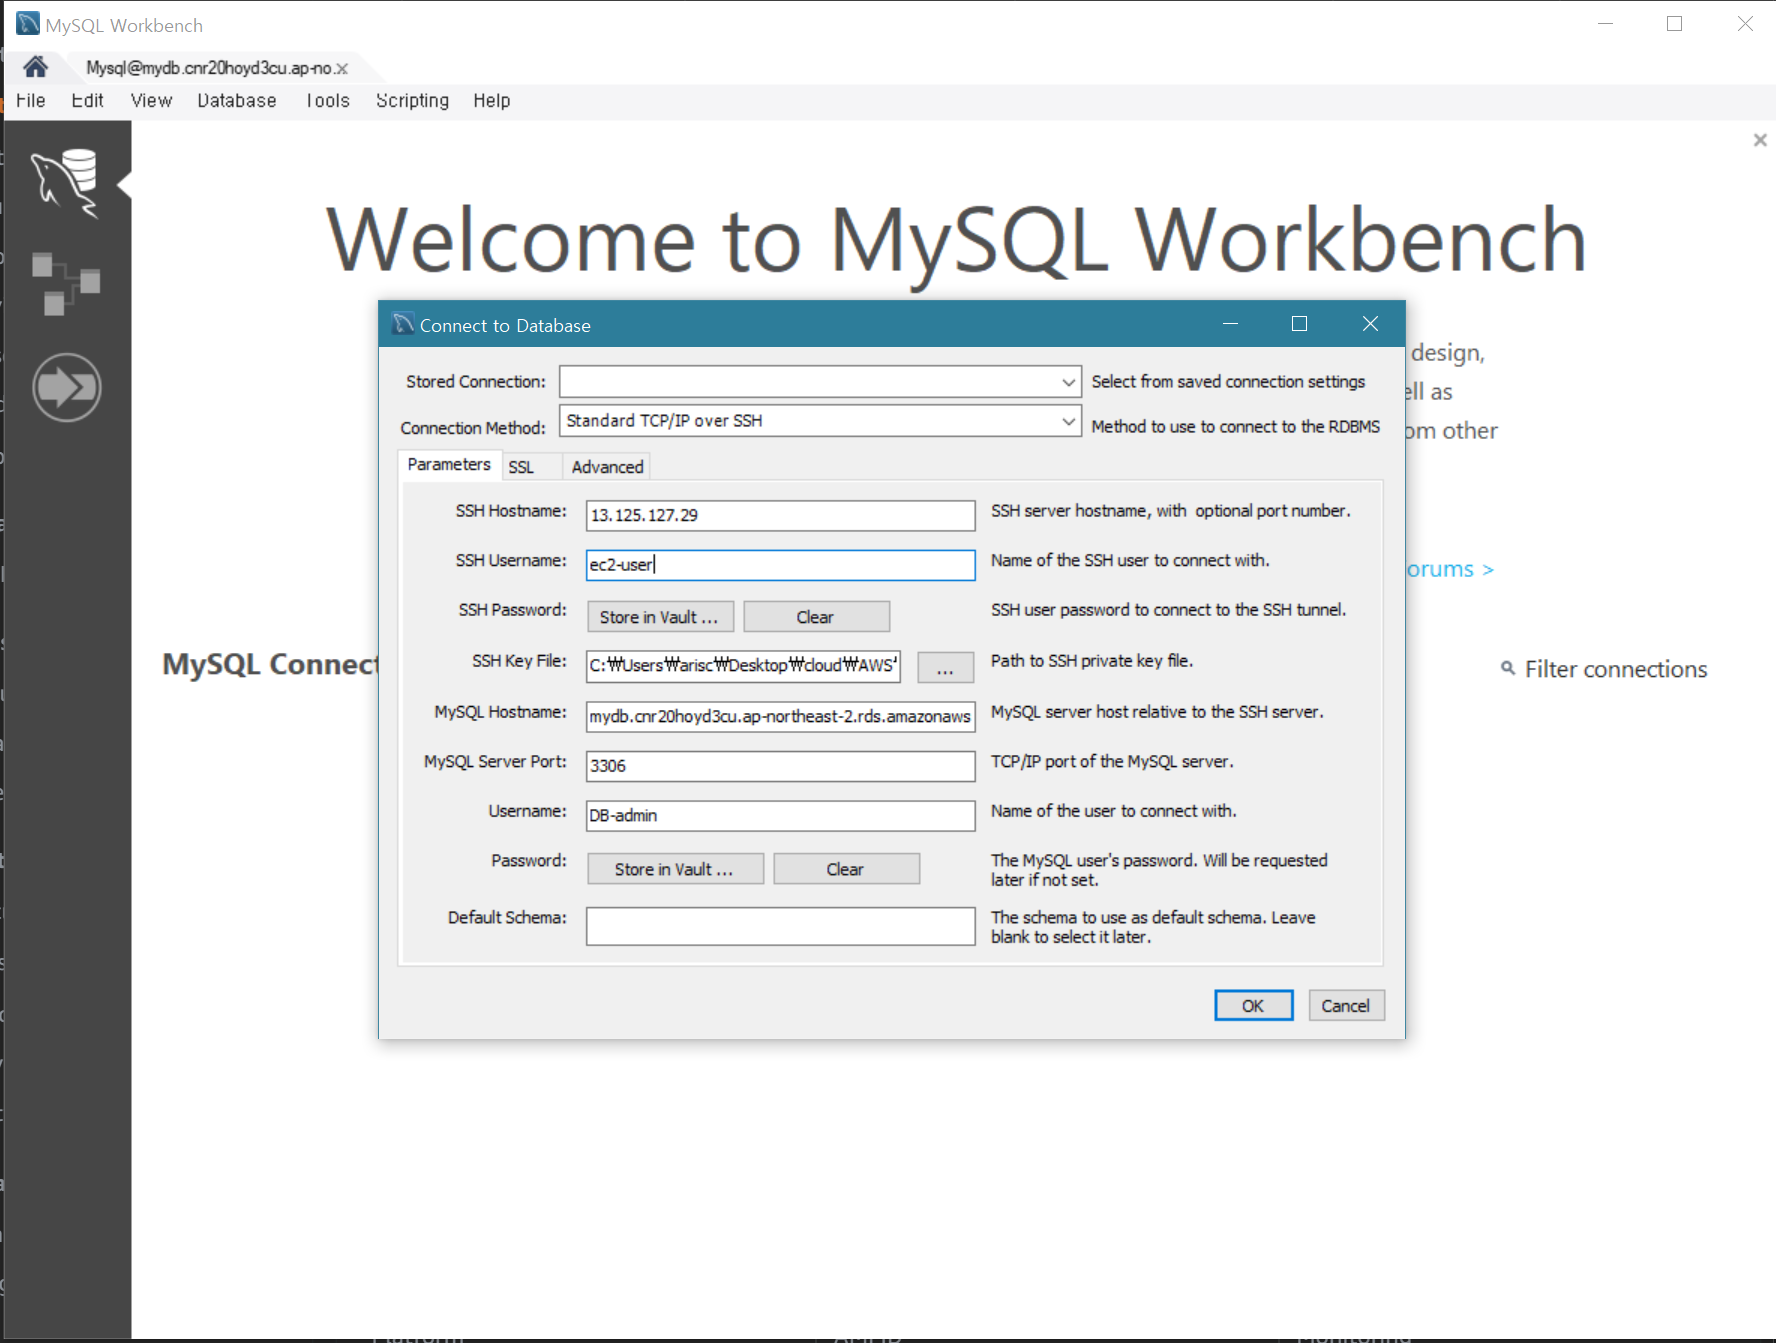 MySQL Workbench
Mysql@mydb.cnr20hoyd3cu.ap-no.
File Edit View Database Tools Scripting Help
Welcome to MySQL Workbench
design,
as
other
>
MySQL
Filter connections
Connect to Database
Stored Connection: Select from saved connection settings
Connection Method: Standard TCP/IP over SSH Method to use to connect to the RDBMS
Parameters SSL Advanced
SSH Hostname: 13.125.127.29 SSH server hostname, with optional port number.
SSH Username: ec2-user Name of the SSH user to connect with.
SSH Password: Store in Vault ... Clear SSH user password to connect to the SSH tunnel.
SSH Key File: C:₩Users₩arisc₩Desktop₩cloud₩AWS ... Path to SSH private key file.
MySQL Hostname: mydb.cnr20hoyd3cu.ap-northeast-2.rds.amazonaws MySQL server host relative to the SSH server.
MySQL Server Port: 3306 TCP/IP port of the MySQL server.
Username: DB-admin Name of the user to connect with.
Password: Store in Vault ... Clear The MySQL user's password. Will be requested
later if not set.
Default Schema: The schema to use as default schema. Leave
blank to select it later.
OK Cancel